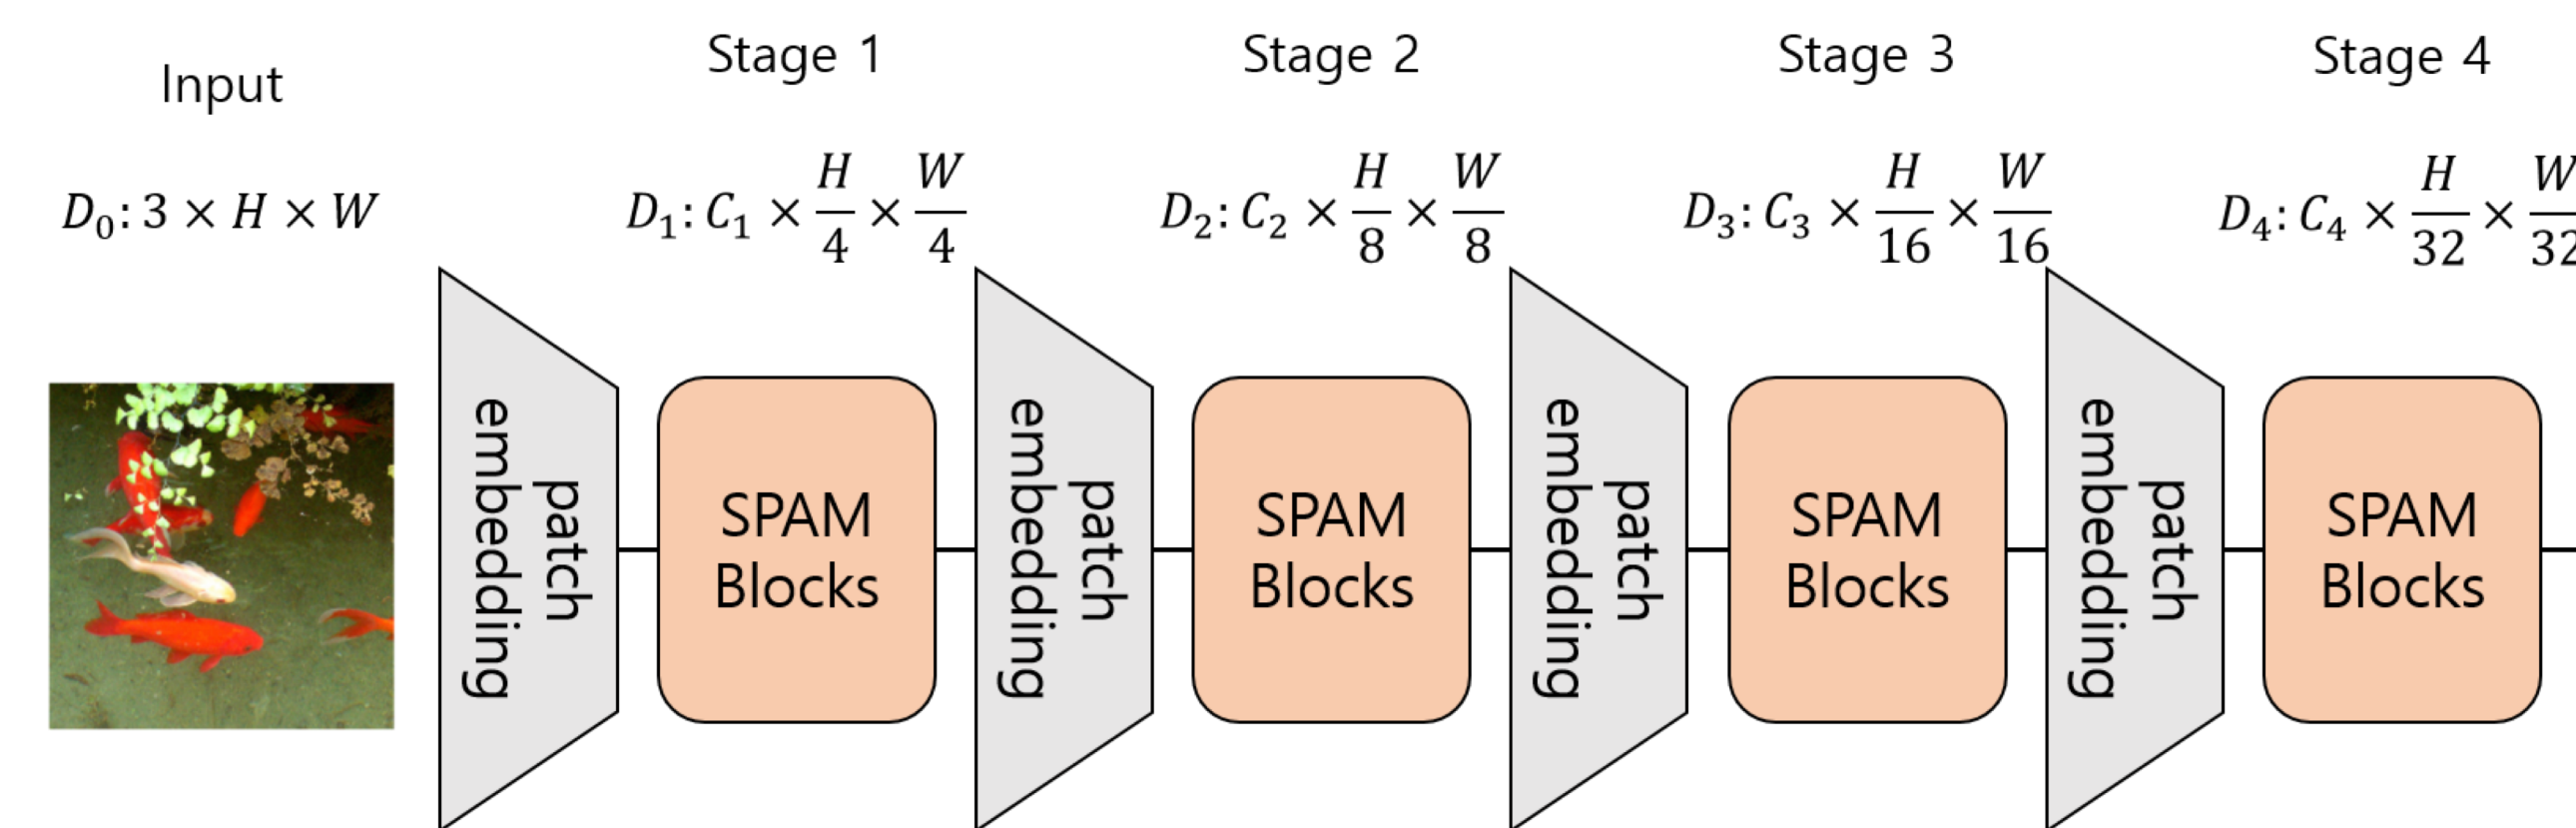 Input
Stage 1
Stage 2
Stage 3
Stage 4
D₀: 3 × H × W
D₁: C₁ × H/4 × W/4
D₂: C₂ × H/8 × W/8
D₃: C₃ × H/16 × W/16
D₄: C₄ × H/32 × W/32
patch
embedding
SPAM
Blocks
patch
embedding
SPAM
Blocks
patch
embedding
SPAM
Blocks
patch
embedding
SPAM
Blocks